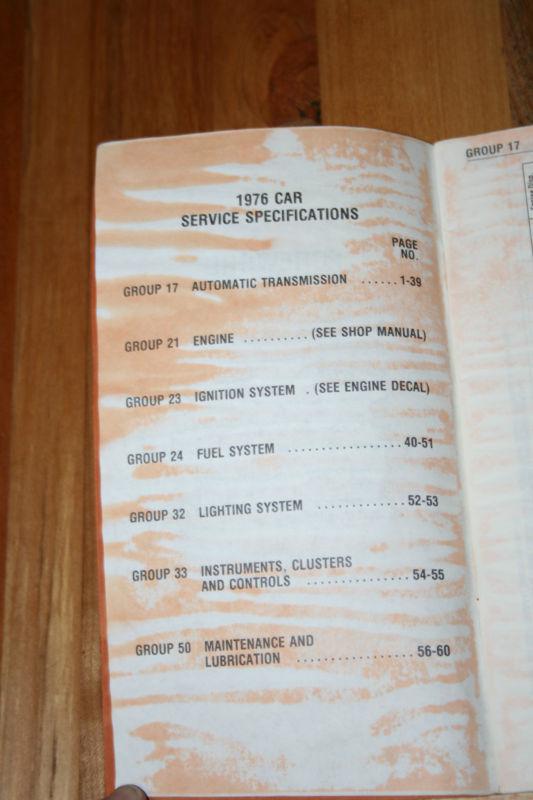 1976 CAR
SERVICE SPECIFICATIONS
PAGE
NO.
GROUP 17 AUTOMATIC TRANSMISSION ...... 1-39
GROUP 21 ENGINE .......... (SEE SHOP MANUAL)
GROUP 23 IGNITION SYSTEM . (SEE ENGINE DECAL)
GROUP 24 FUEL SYSTEM ................. 40-51
GROUP 32 LIGHTING SYSTEM ............. 52-53
GROUP 33 INSTRUMENTS, CLUSTERS
AND CONTROLS ............... 54-55
GROUP 50 MAINTENANCE AND
LUBRICATION ................. 56-60
GROUP 17